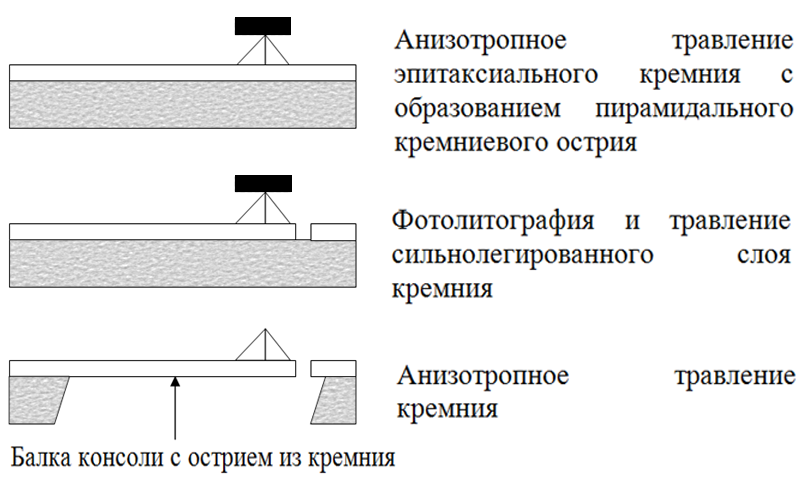 Анизотропное травление
эпитаксиального кремния с
образованием пирамидального
кремниевого острия
Фотолитография и травление
сильнолегированного слоя
кремния
Анизотропное травление
кремния
Балка консоли с острием из кремния